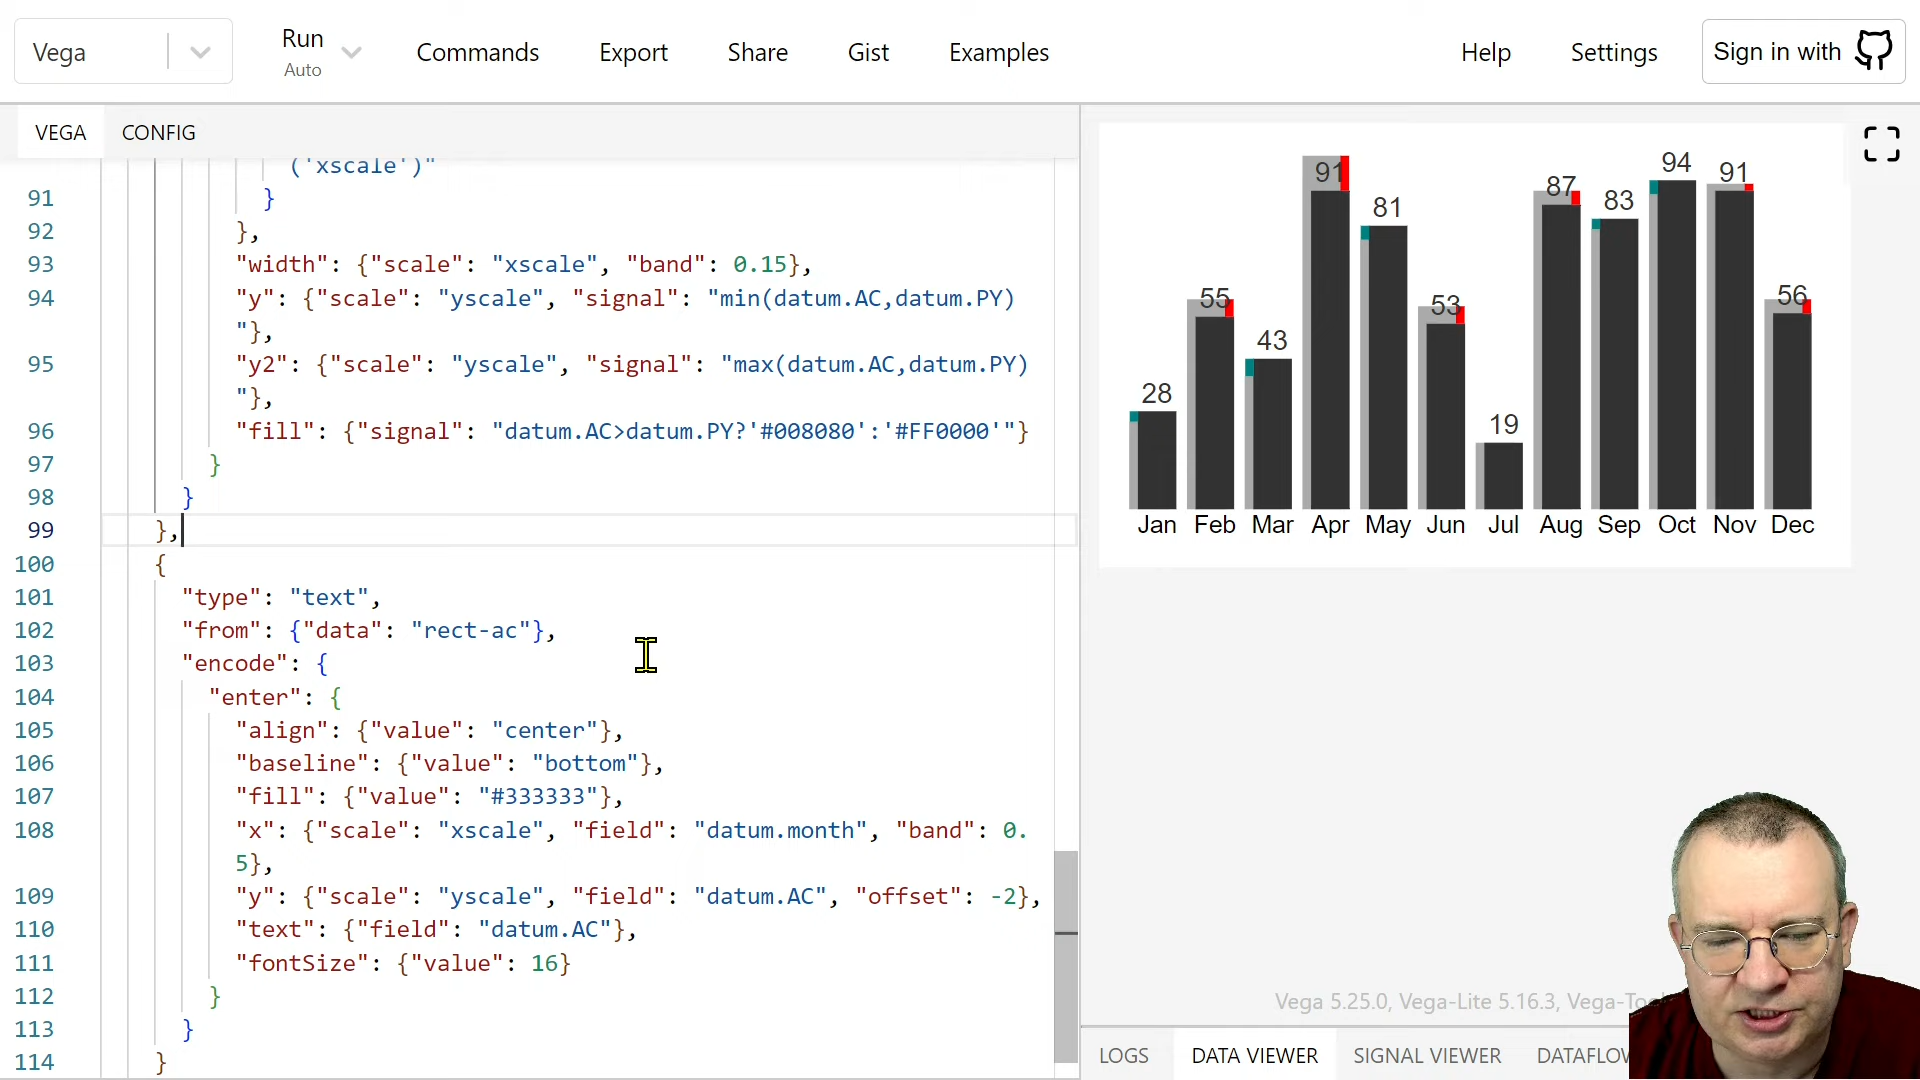 Vega
Run
Auto
Commands
Export
Share
Gist
Examples
Help
Settings
Sign in with
VEGA
CONFIG
('xscale')"
91 }
92 },
93 "width": {"scale": "xscale", "band": 0.15},
94 "y": {"scale": "yscale", "signal": "min(datum.AC,datum.PY)
"},
95 "y2": {"scale": "yscale", "signal": "max(datum.AC,datum.PY)
"},
96 "fill": {"signal": "datum.AC>datum.PY?'#008080':'#FF0000'"}
97 }
98 }
99 },
100 {
101 "type": "text",
102 "from": {"data": "rect-ac"},
103 "encode": {
104 "enter": {
105 "align": {"value": "center"},
106 "baseline": {"value": "bottom"},
107 "fill": {"value": "#333333"},
108 "x": {"scale": "xscale", "field": "datum.month", "band": 0.
5},
109 "y": {"scale": "yscale", "field": "datum.AC", "offset": -2},
110 "text": {"field": "datum.AC"},
111 "fontSize": {"value": 16}
112 }
113 }
114 }
28 55 43 91 81 53 19 87 83 94 91 56
Jan Feb Mar Apr May Jun Jul Aug Sep Oct Nov Dec
Vega 5.25.0, Vega-Lite 5.16.3,
LOGS
DATA VIEWER
SIGNAL VIEWER